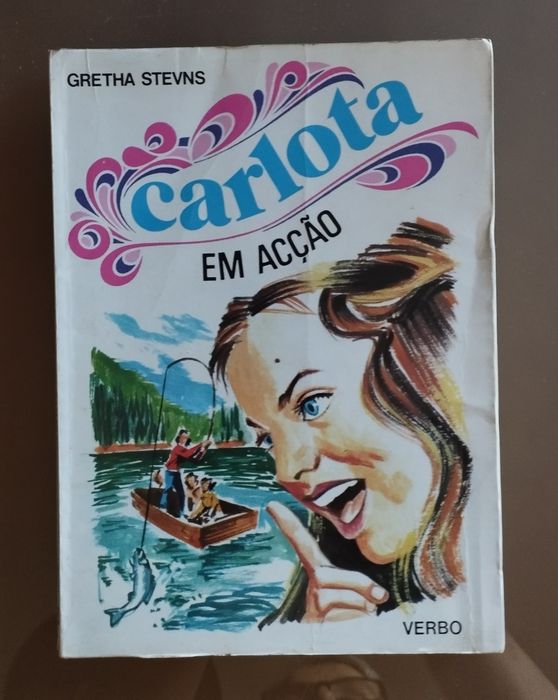 GRETHA STEVNS
carlota
EM ACÇÃO
VERBO